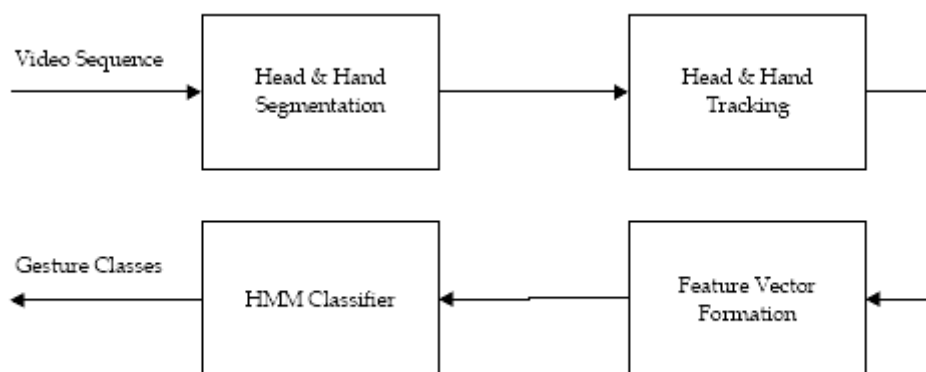 Video Sequence
Head & Hand
Segmentation
Head & Hand
Tracking
Gesture Classes
HMM Classifier
Feature Vector
Formation